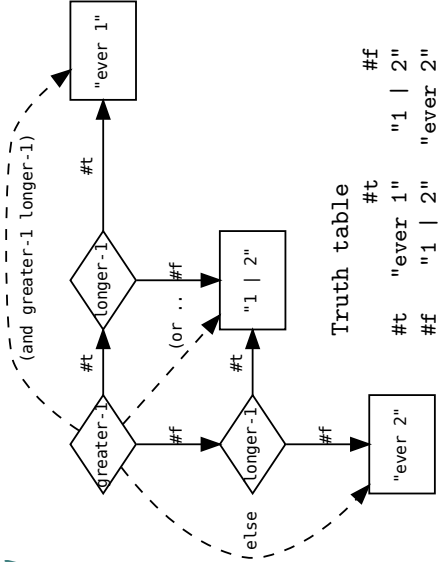 (and greater-1 longer-1)
greater-1
#t
longer-1
#t
"ever 1"
#f
(or ..
#f
longer-1
#t
"1 | 2"
#f
else
"ever 2"
Truth table
#t #f
#t "ever 1" "1 | 2"
#f "1 | 2" "ever 2"